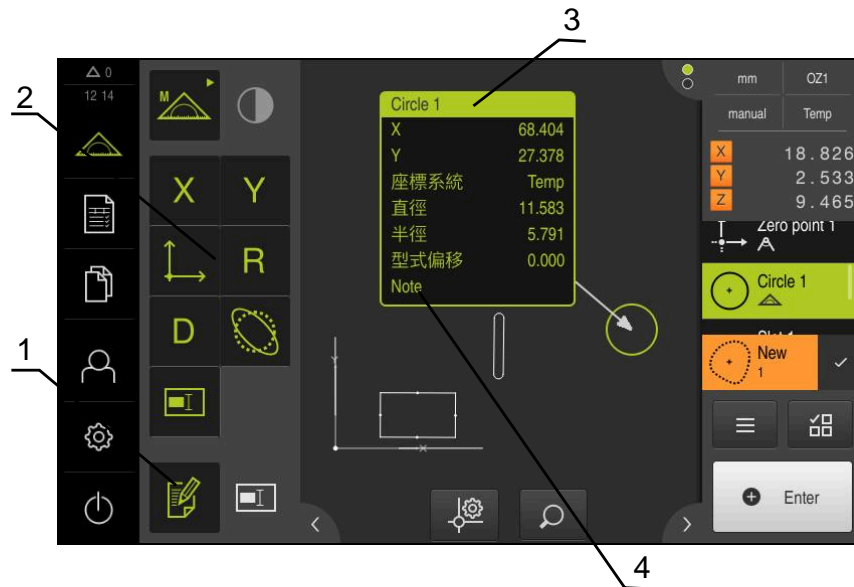 3
0
12 14
2
M
X
Y
R
D
1
Circle 1
X 68.404
Y 27.378
座標系統 Temp
直徑 11.583
半徑 5.791
型式偏移 0.000
Note
Y
X
mm OZ1
manual Temp
X 18.826
Y 2.533
Z 9.465
Zero point 1
Circle 1
New
1
Enter
4